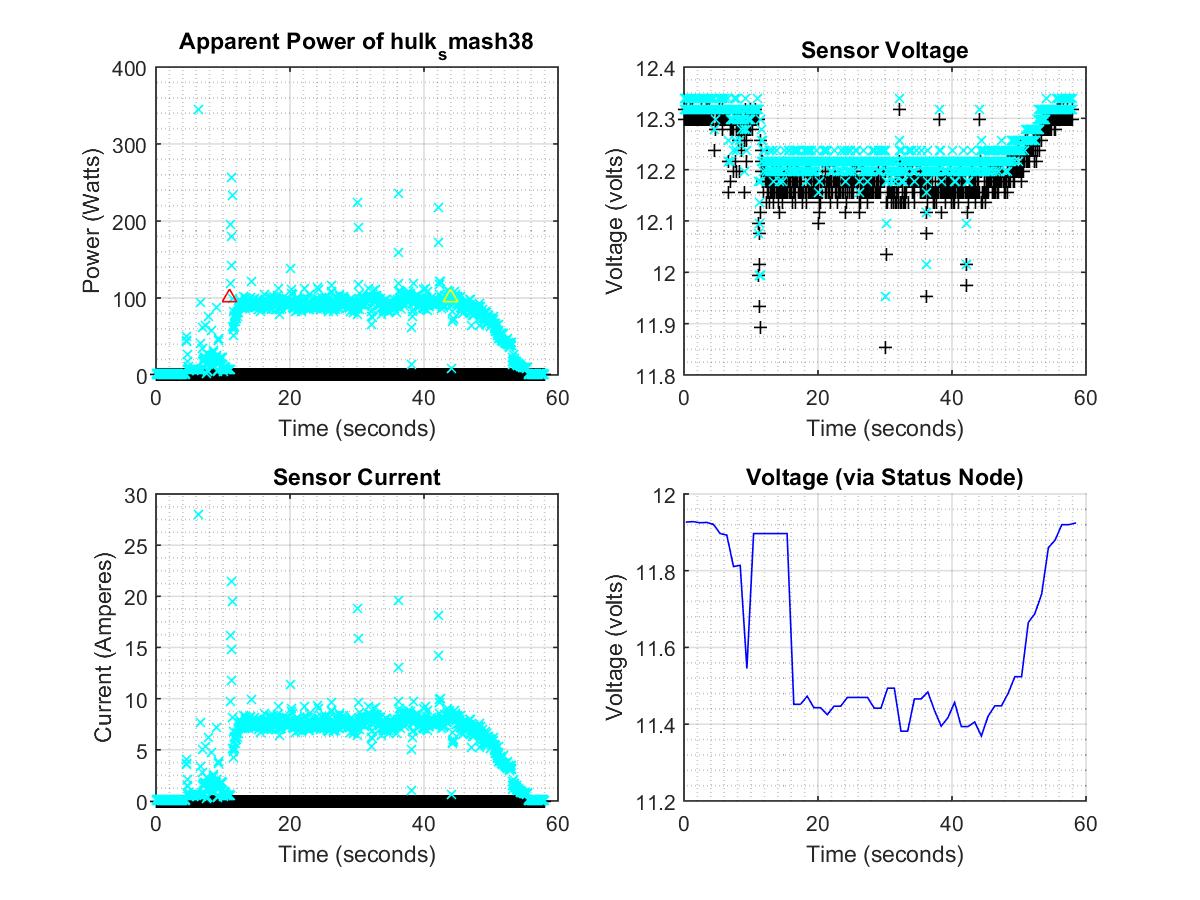 Apparent Power of hulksmash38
400
300
200
100
0
Power (Watts)
0 20 40 60
Time (seconds)
Sensor Voltage
12.4
12.3
12.2
12.1
12
11.9
11.8
Voltage (volts)
0 20 40 60
Time (seconds)
Sensor Current
30
25
20
15
10
5
0
Current (Amperes)
0 20 40 60
Time (seconds)
Voltage (via Status Node)
12
11.8
11.6
11.4
11.2
Voltage (volts)
0 20 40 60
Time (seconds)